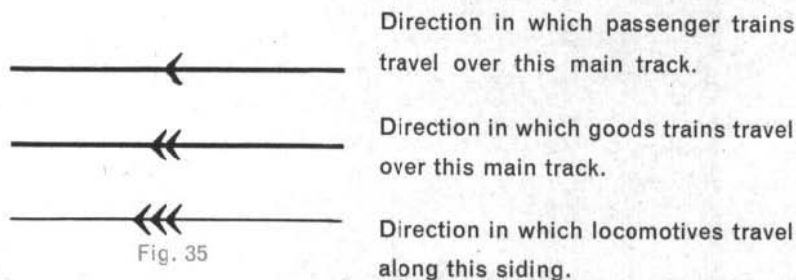 Direction in which passenger trains
travel over this main track.
Direction in which goods trains travel
over this main track.
Direction in which locomotives travel
along this siding.
Fig. 35